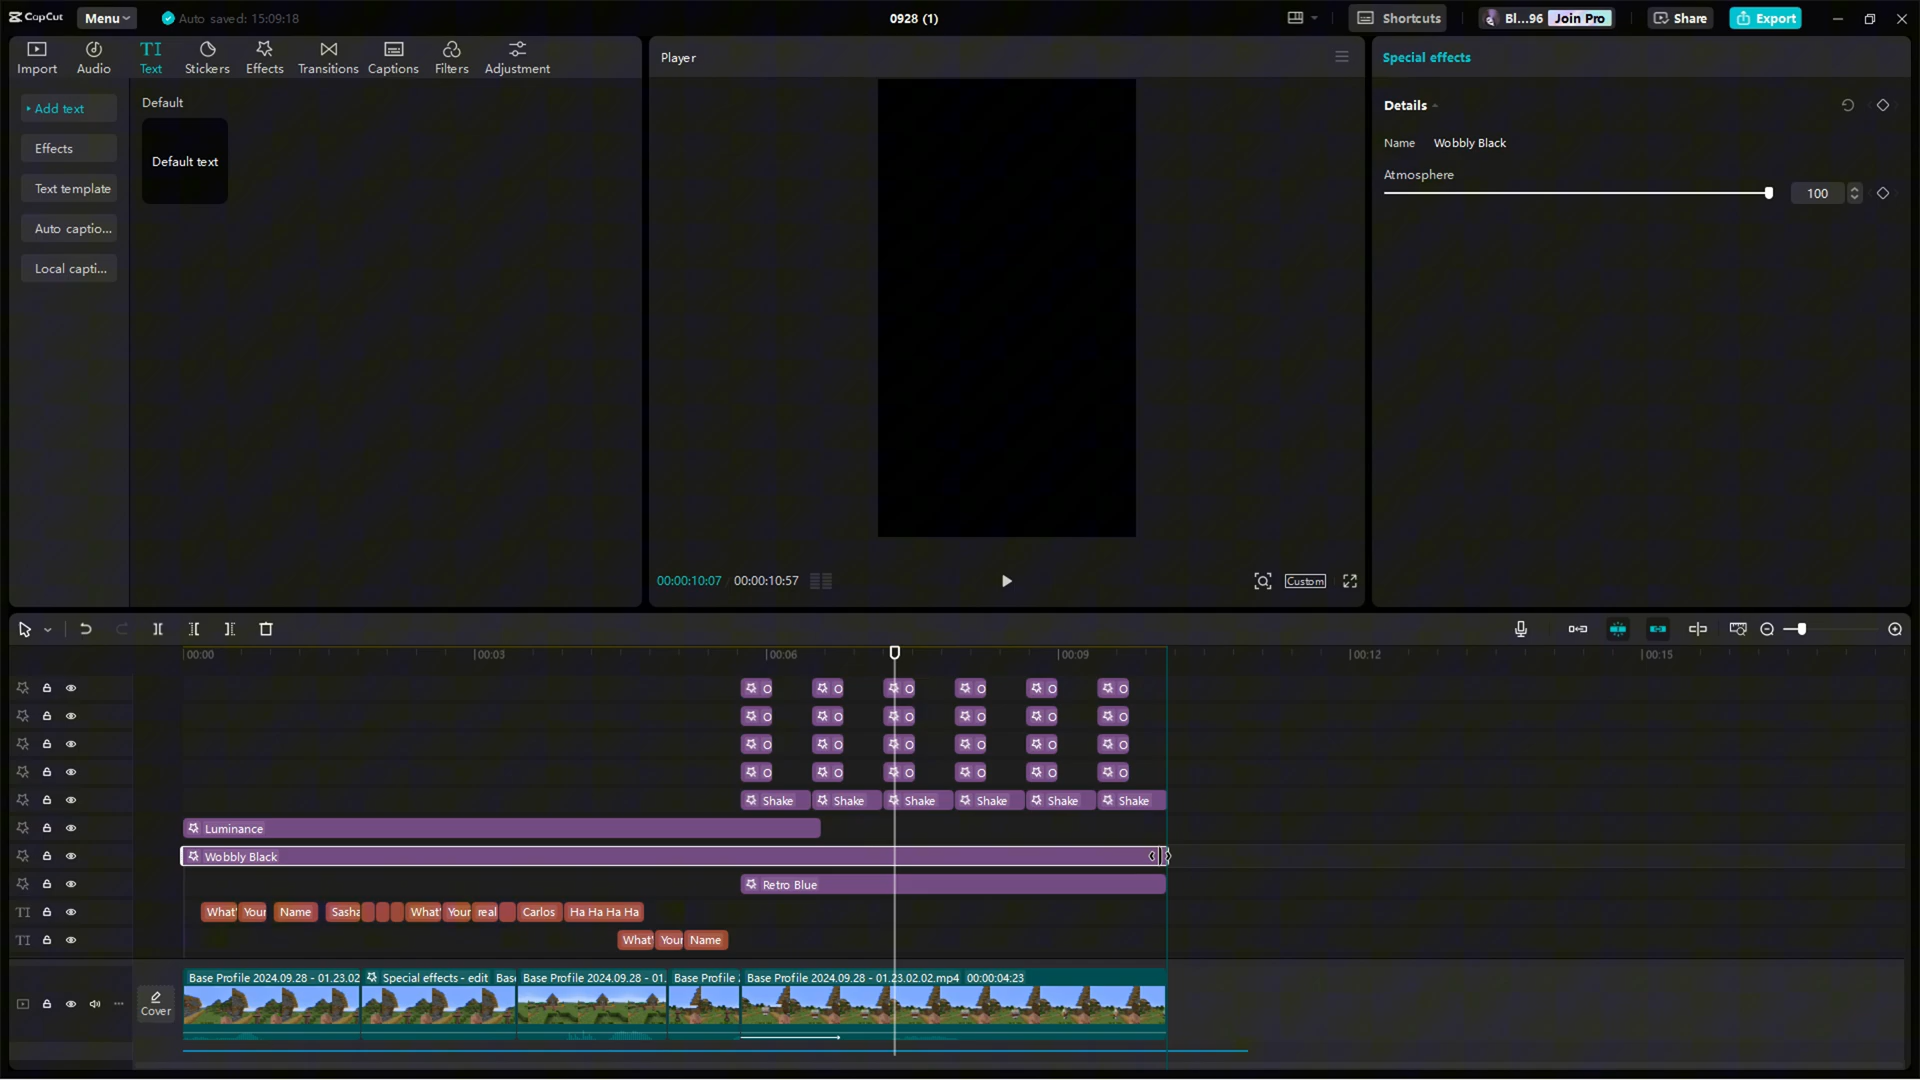 CapCut
Menu
Auto saved: 15:09:18
0928 (1)
Shortcuts
Bl...96
Join Pro
Share
Export
Import
Audio
TI
Text
Stickers
Effects
Transitions
Captions
Filters
Adjustment
Player
Special effects
Add text
Effects
Text template
Auto captio...
Local capti...
Default
Default text
Details
Name
Wobbly Black
Atmosphere
100
00:00:10:07
00:00:10:57
Custom
00:00
00:03
00:06
00:09
00:12
00:15
O O O O O O
O O O O O O
O O O O O O
O O O O O O
Shake Shake Shake Shake Shake Shake
Luminance
Wobbly Black
Retro Blue
TI
What' Your Name Sasha What' Your real Carlos Ha Ha Ha Ha
TI
What' Your Name
Base Profile 2024.09.28 - 01.23.02
Special effects - edit
Base
Base Profile 2024.09.28 - 01.
Base Profile
Base Profile 2024.09.28 - 01.23.02.02.mp4 00:00:04:23
Cover